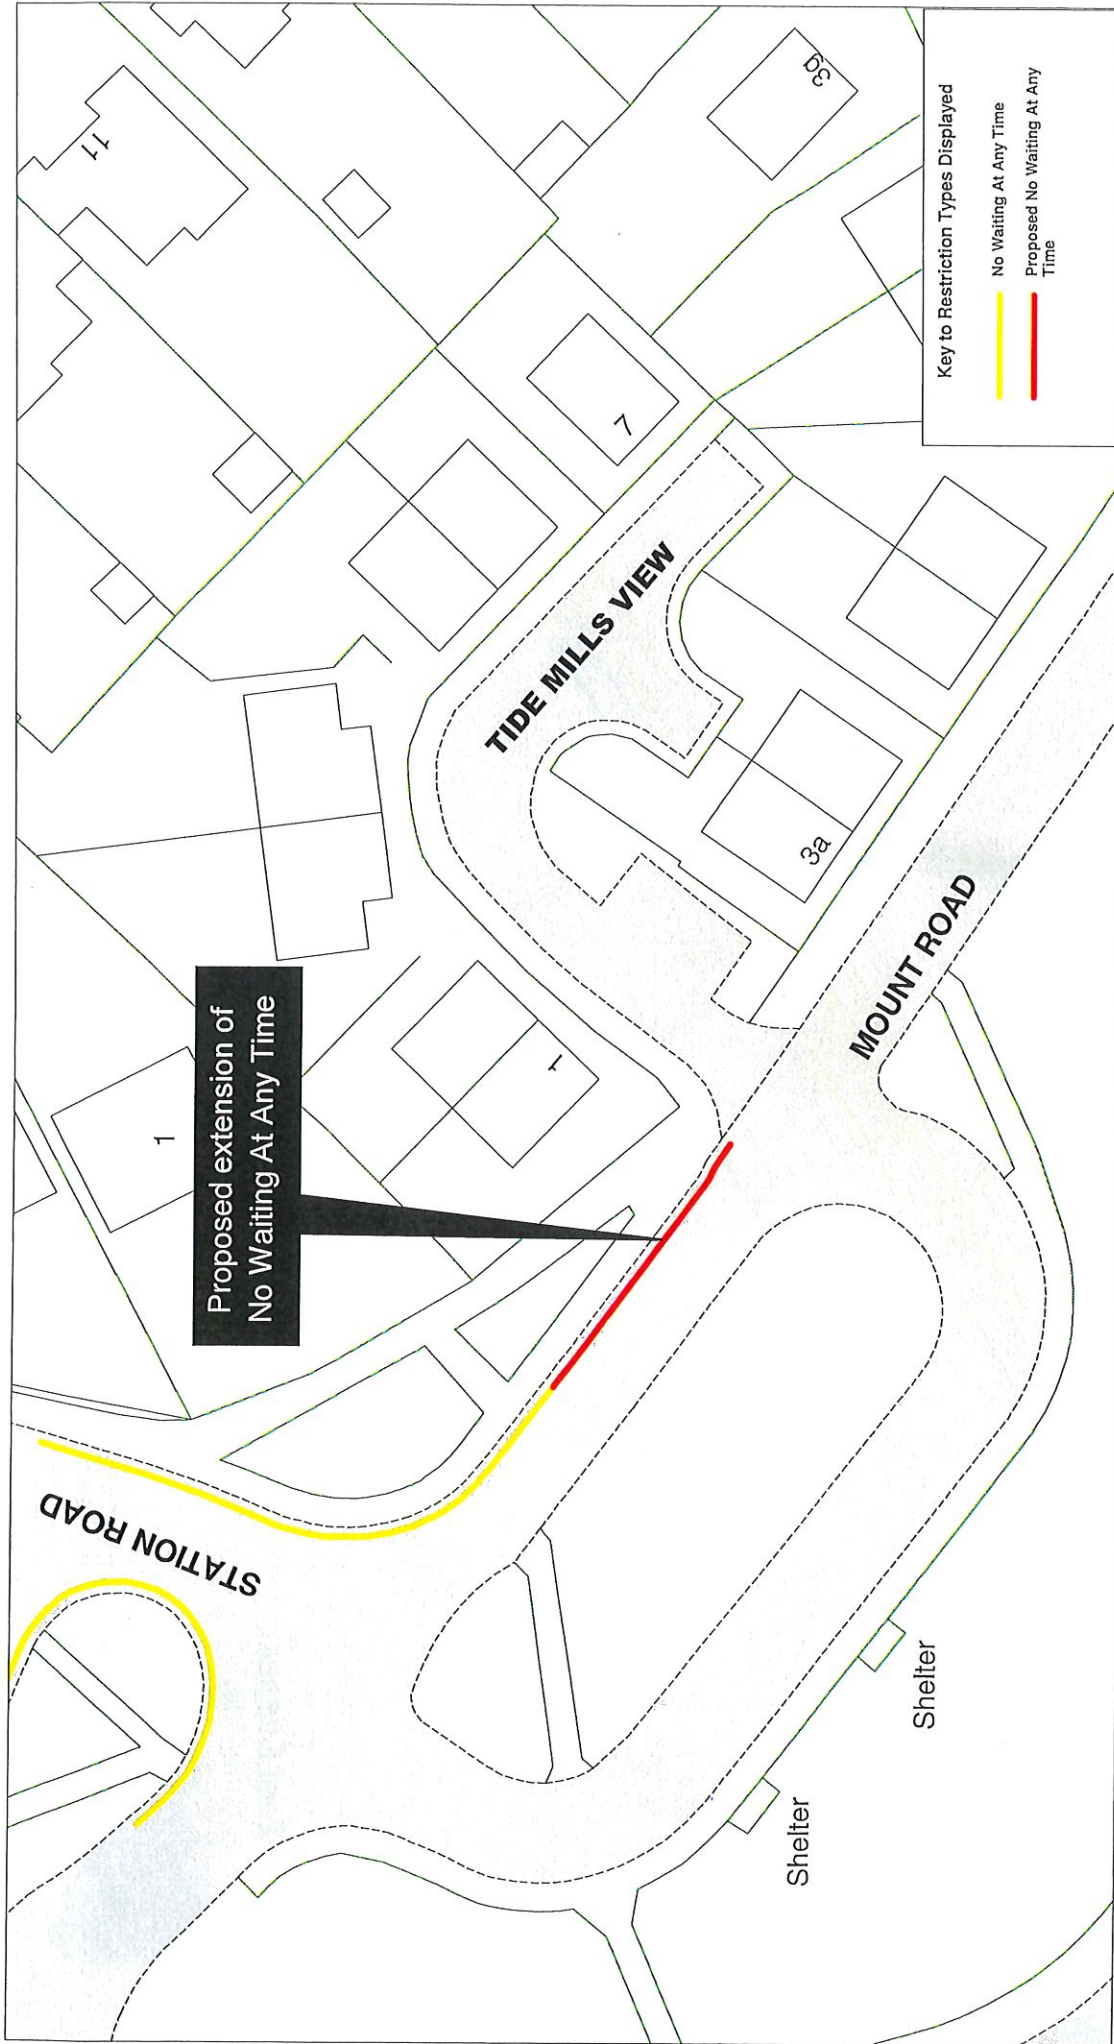 Proposed extension of
No Waiting At Any Time
STATION ROAD
TIDE MILLS VIEW
MOUNT ROAD
Shelter
Shelter
1
1
3a
7
11
3g
Key to Restriction Types Displayed
No Waiting At Any Time
Proposed No Waiting At Any
Time